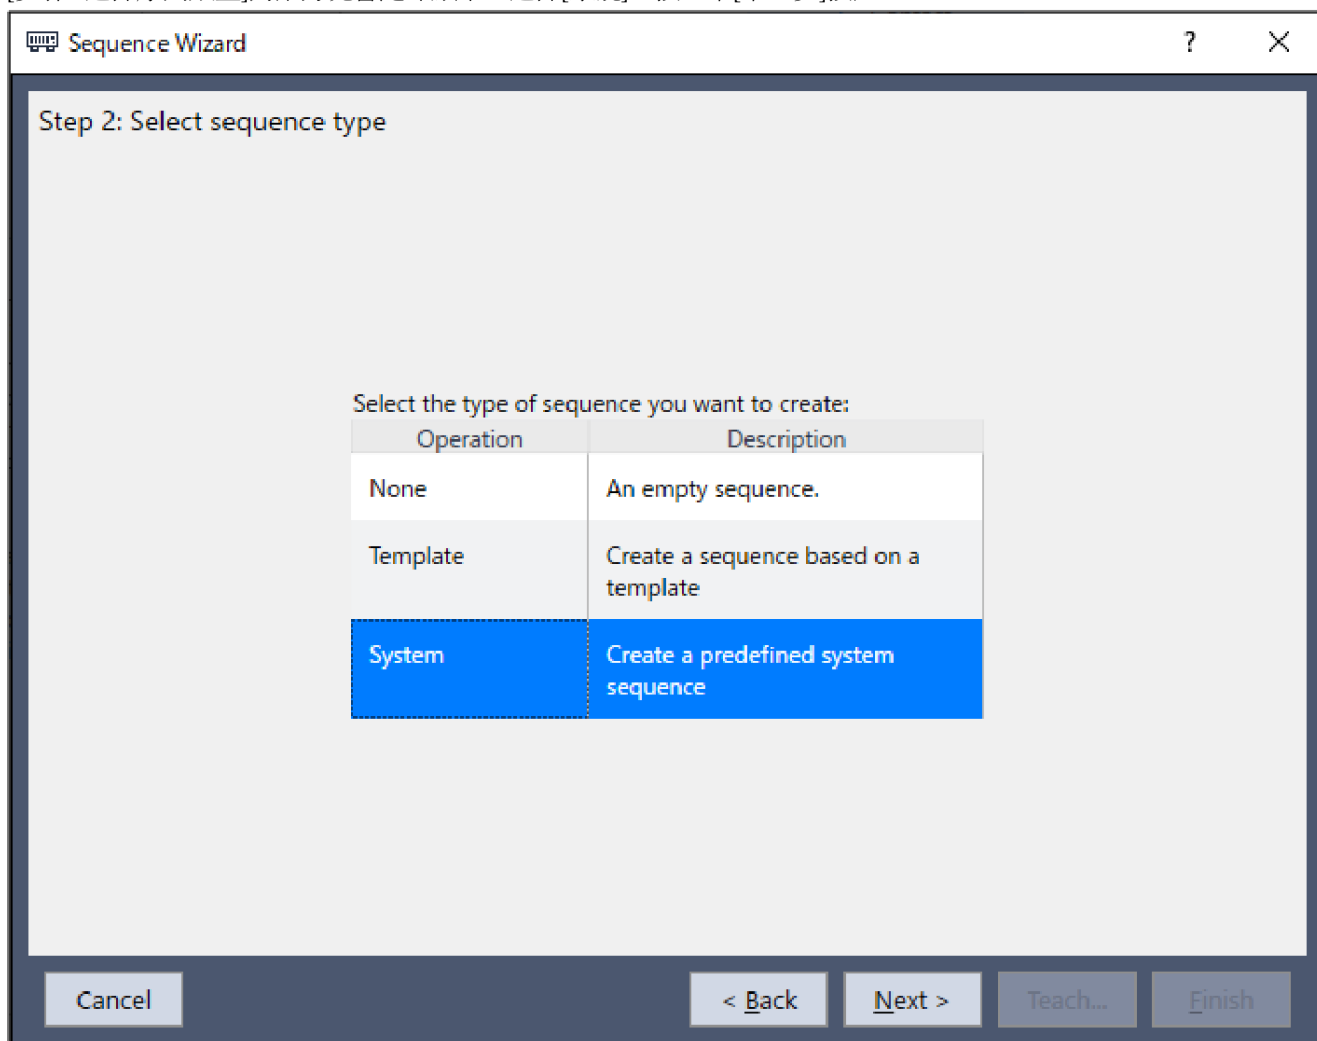 Sequence Wizard
?
Step 2: Select sequence type
Select the type of sequence you want to create:
Operation Description
None An empty sequence.
Template Create a sequence based on a
template
System Create a predefined system
sequence
Cancel < Back Next > Teach... Finish